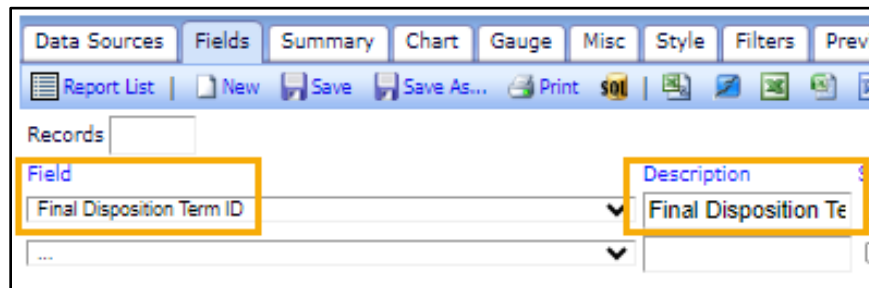 Data Sources Fields Summary Chart Gauge Misc Style Filters Prev
Report List | New Save Save As... Print SQL |
Records
Field Description S
Final Disposition Term ID Final Disposition Te
...